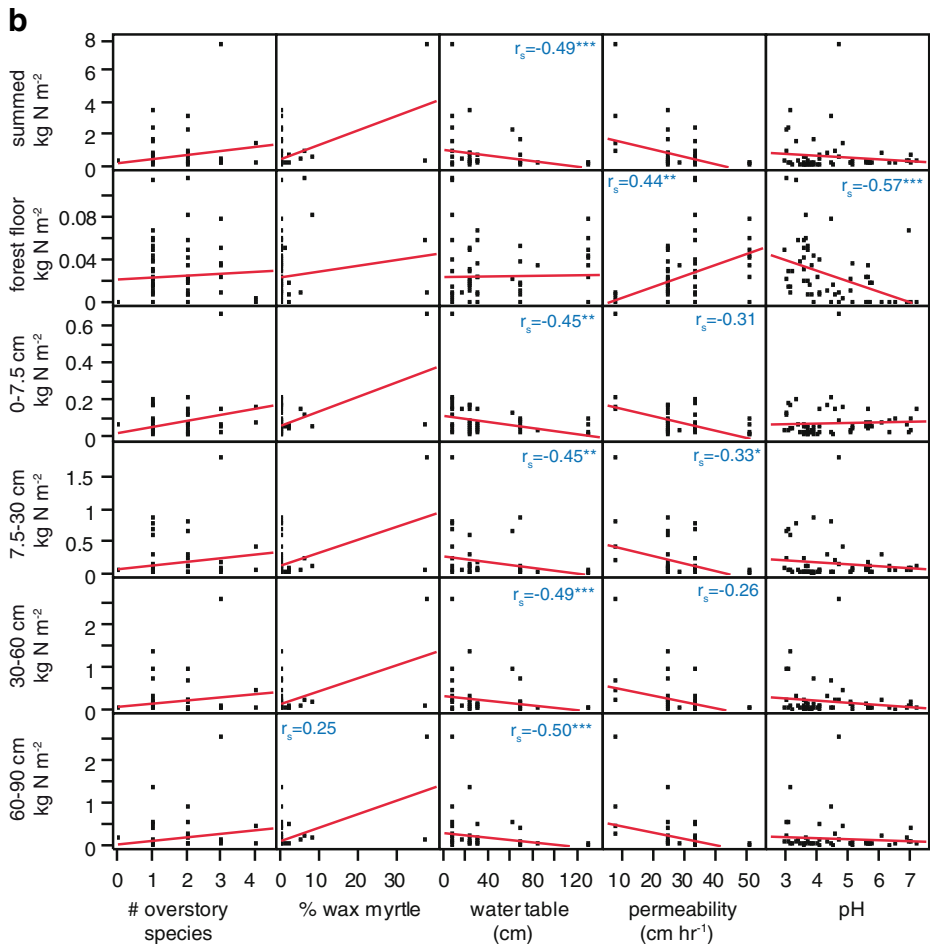 b
summed
kg N m⁻²
8
6
4
2
0
rₛ=-0.49***
forest floor
kg N m⁻²
0.08
0.04
0
rₛ=0.44**
rₛ=-0.57***
0-7.5 cm
kg N m⁻²
0.6
0.4
0.2
0
rₛ=-0.45**
rₛ=-0.31
7.5-30 cm
kg N m⁻²
1.5
1
0.5
0
rₛ=-0.45**
rₛ=-0.33*
30-60 cm
kg N m⁻²
2
1
0
rₛ=-0.49***
rₛ=-0.26
60-90 cm
kg N m⁻²
2
1
0
rₛ=0.25
rₛ=-0.50***
0 1 2 3 4
0 10 20 30
0 40 80 120
10 20 30 40 50
3 4 5 6 7
# overstory
species
% wax myrtle
water table
(cm)
permeability
(cm hr⁻¹)
pH